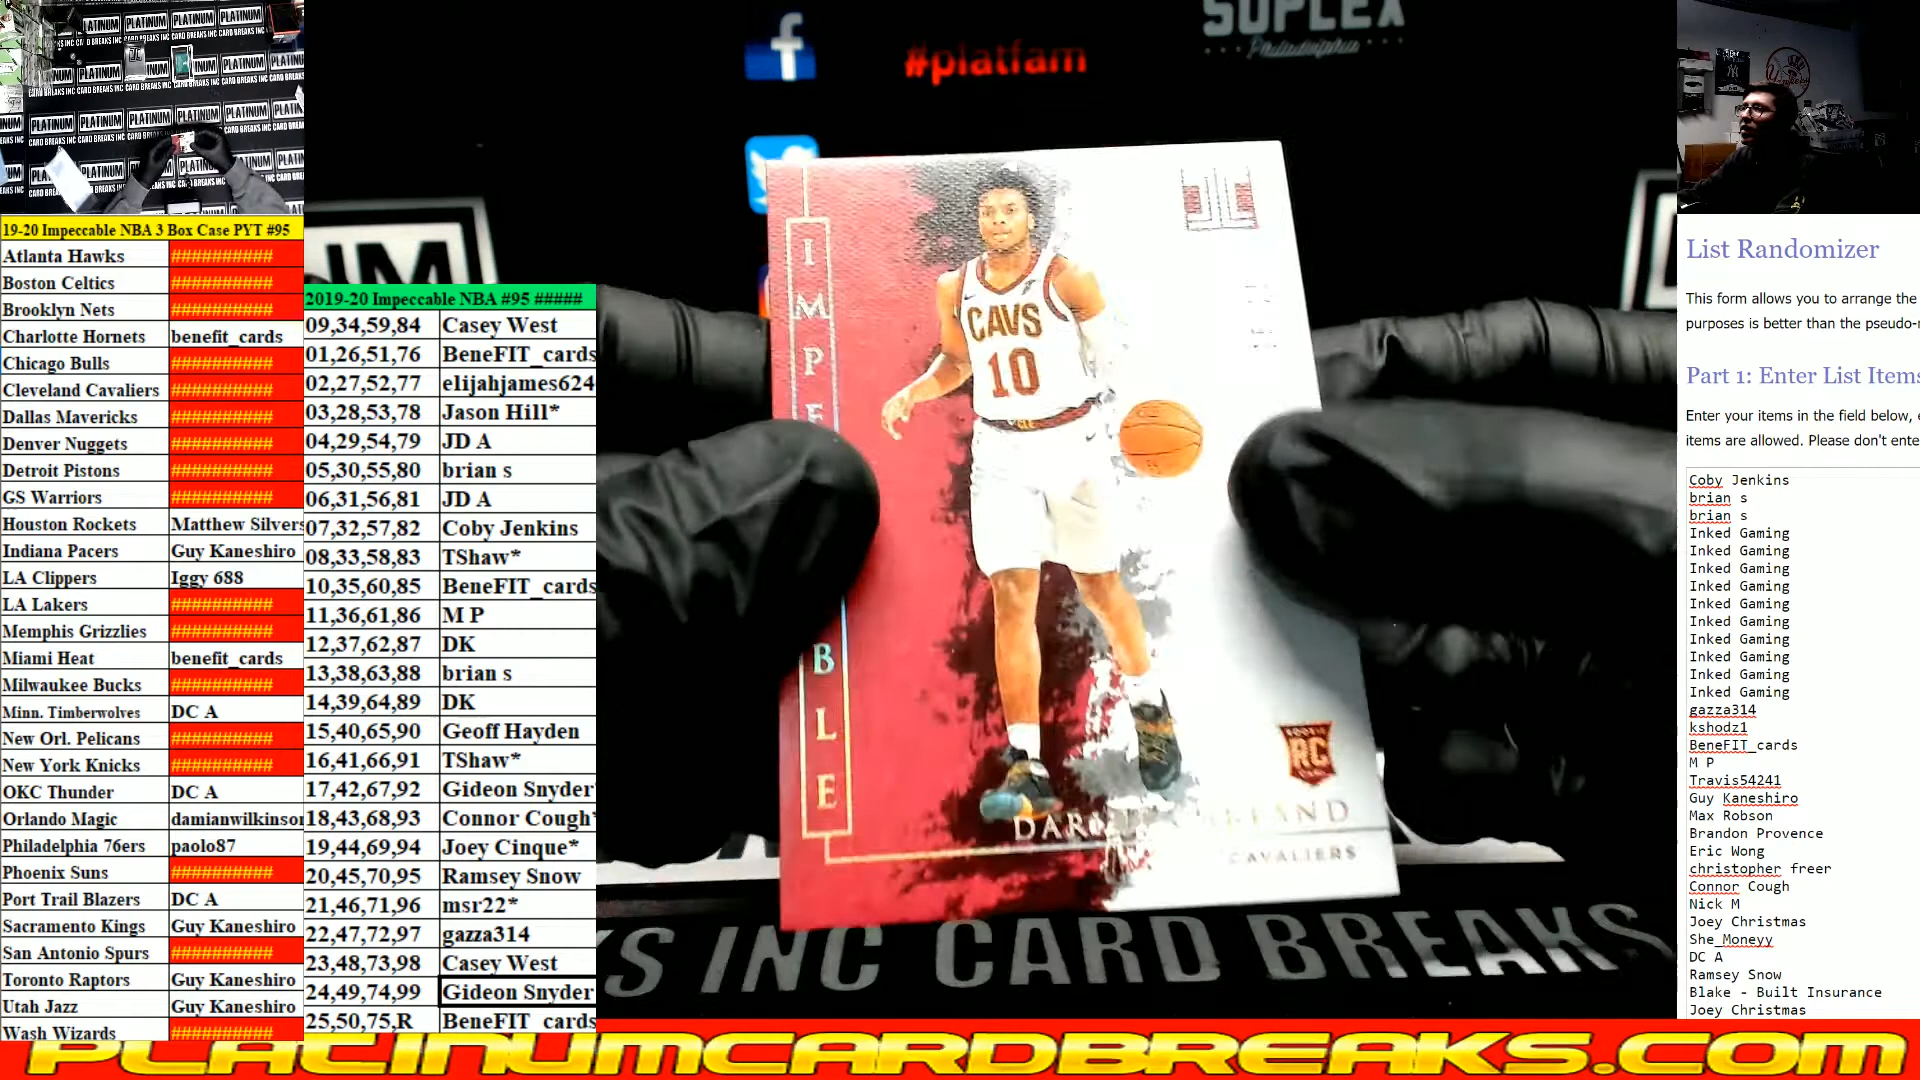 SUPLEX
Philadelphia
#platfam
19-20 Impeccable NBA 3 Box Case PYT #95
Atlanta Hawks ##########
Boston Celtics ##########
Brooklyn Nets ##########
Charlotte Hornets benefit_cards
Chicago Bulls ##########
Cleveland Cavaliers ##########
Dallas Mavericks ##########
Denver Nuggets ##########
Detroit Pistons ##########
GS Warriors ##########
Houston Rockets Matthew Silvers
Indiana Pacers Guy Kaneshiro
LA Clippers Iggy 688
LA Lakers ##########
Memphis Grizzlies ##########
Miami Heat benefit_cards
Milwaukee Bucks ##########
Minn. Timberwolves DC A
New Orl. Pelicans ##########
New York Knicks ##########
OKC Thunder DC A
Orlando Magic damianwilkinson
Philadelphia 76ers paolo87
Phoenix Suns ##########
Port Trail Blazers DC A
Sacramento Kings Guy Kaneshiro
San Antonio Spurs ##########
Toronto Raptors Guy Kaneshiro
Utah Jazz Guy Kaneshiro
Wash Wizards ##########
2019-20 Impeccable NBA #95 #####
09,34,59,84 Casey West
01,26,51,76 BeneFIT_cards
02,27,52,77 elijahjames624
03,28,53,78 Jason Hill*
04,29,54,79 JD A
05,30,55,80 brian s
06,31,56,81 JD A
07,32,57,82 Coby Jenkins
08,33,58,83 TShaw*
10,35,60,85 BeneFIT_cards
11,36,61,86 M P
12,37,62,87 DK
13,38,63,88 brian s
14,39,64,89 DK
15,40,65,90 Geoff Hayden
16,41,66,91 TShaw*
17,42,67,92 Gideon Snyder
18,43,68,93 Connor Cough*
19,44,69,94 Joey Cinque*
20,45,70,95 Ramsey Snow
21,46,71,96 msr22*
22,47,72,97 gazza314
23,48,73,98 Casey West
24,49,74,99 Gideon Snyder
25,50,75,R BeneFIT_cards
CAVS
10
ROOKIE
RC
CAVALIERS
INC CARD BREAKS
List Randomizer
This form allows you to arrange the
purposes is better than the pseudo-
Part 1: Enter List Items
Enter your items in the field below,
items are allowed. Please don't ente
Coby Jenkins
brian s
brian s
Inked Gaming
Inked Gaming
Inked Gaming
Inked Gaming
Inked Gaming
Inked Gaming
Inked Gaming
Inked Gaming
Inked Gaming
Inked Gaming
gazza314
kshodz1
BeneFIT_cards
M P
Travis54241
Guy Kaneshiro
Max Robson
Brandon Provence
Eric Wong
christopher freer
Connor Cough
Nick M
Joey Christmas
She_Moneyy
DC A
Ramsey Snow
Blake - Built Insurance
Joey Christmas
PLATINUMCARDBREAKS.COM